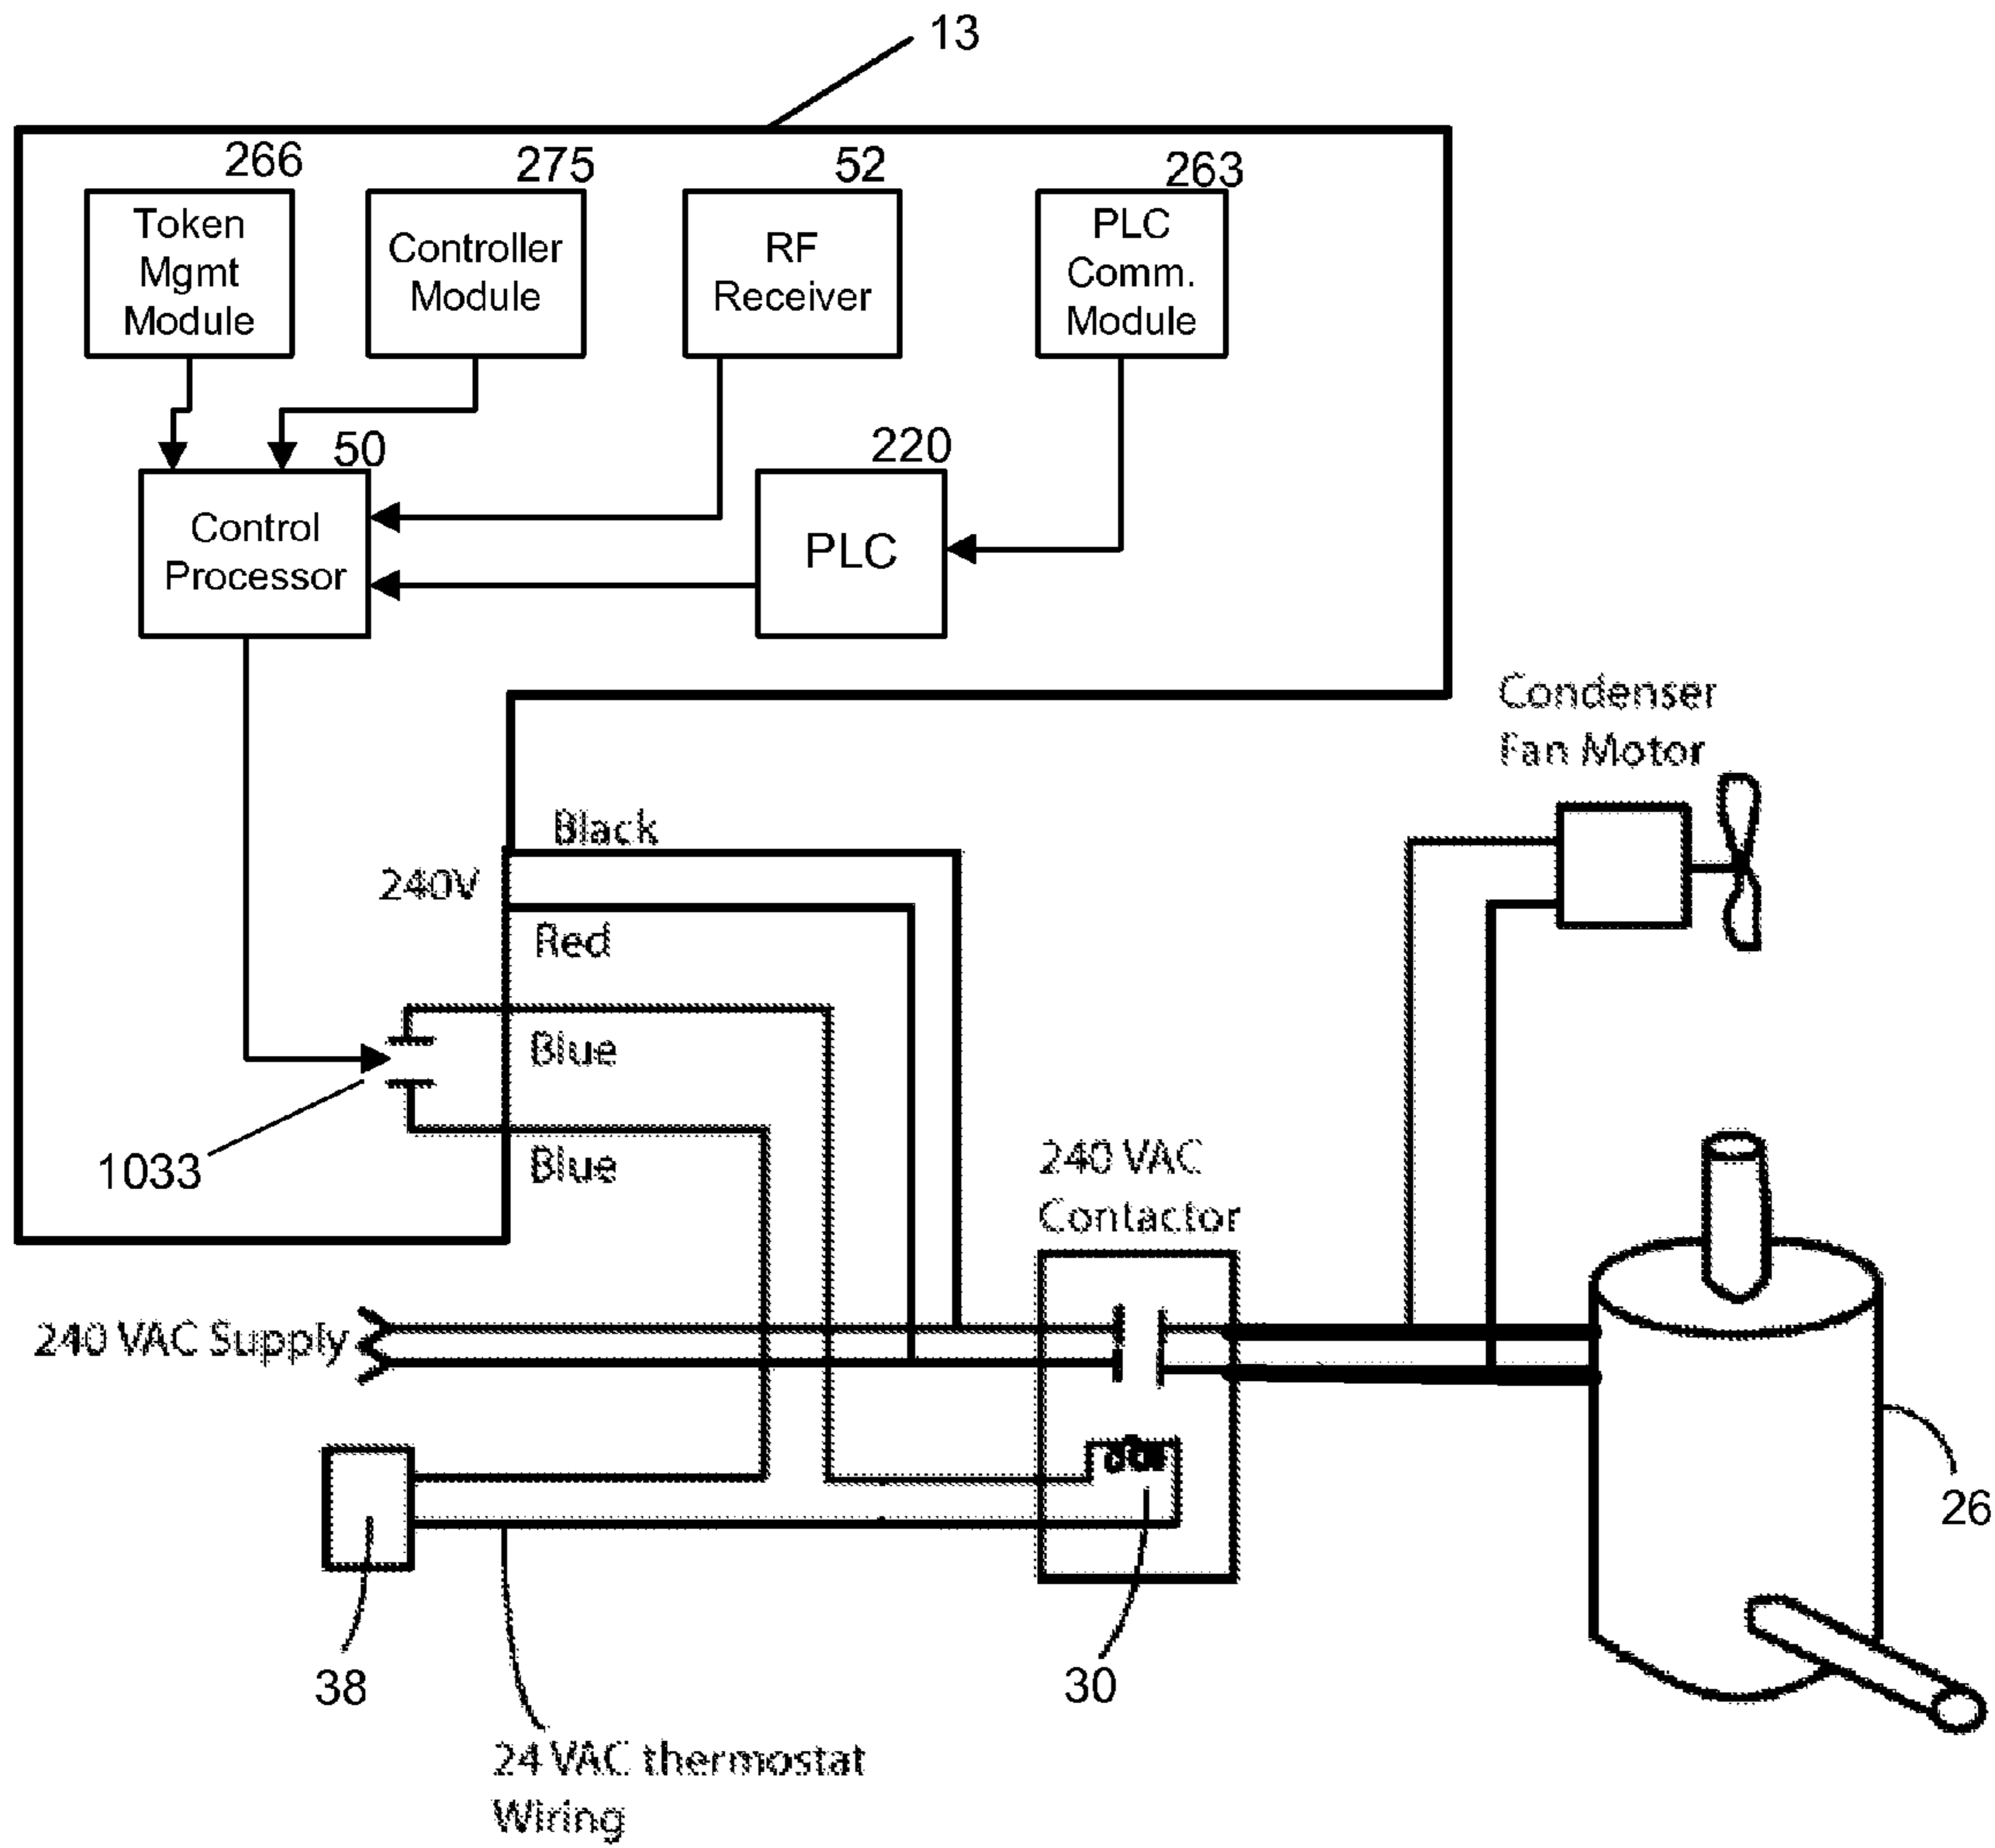 13
266
275
52
263
Token
Mgmt
Module
Controller
Module
RF
Receiver
PLC
Comm.
Module
50
220
Control
Processor
PLC
Condenser
Fan Motor
Black
240V
Red
Blue
1033
Blue
240 VAC
Contactor
240 VAC Supply
26
38
30
24 VAC thermostat
Wiring